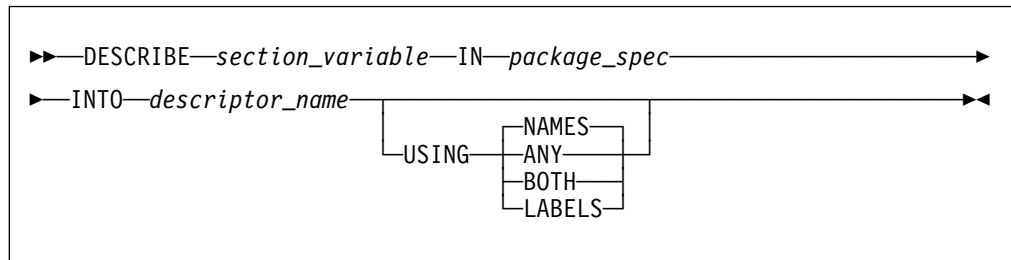 DESCRIBE section_variable IN package_spec
INTO descriptor_name
NAMES
USING ANY
BOTH
LABELS